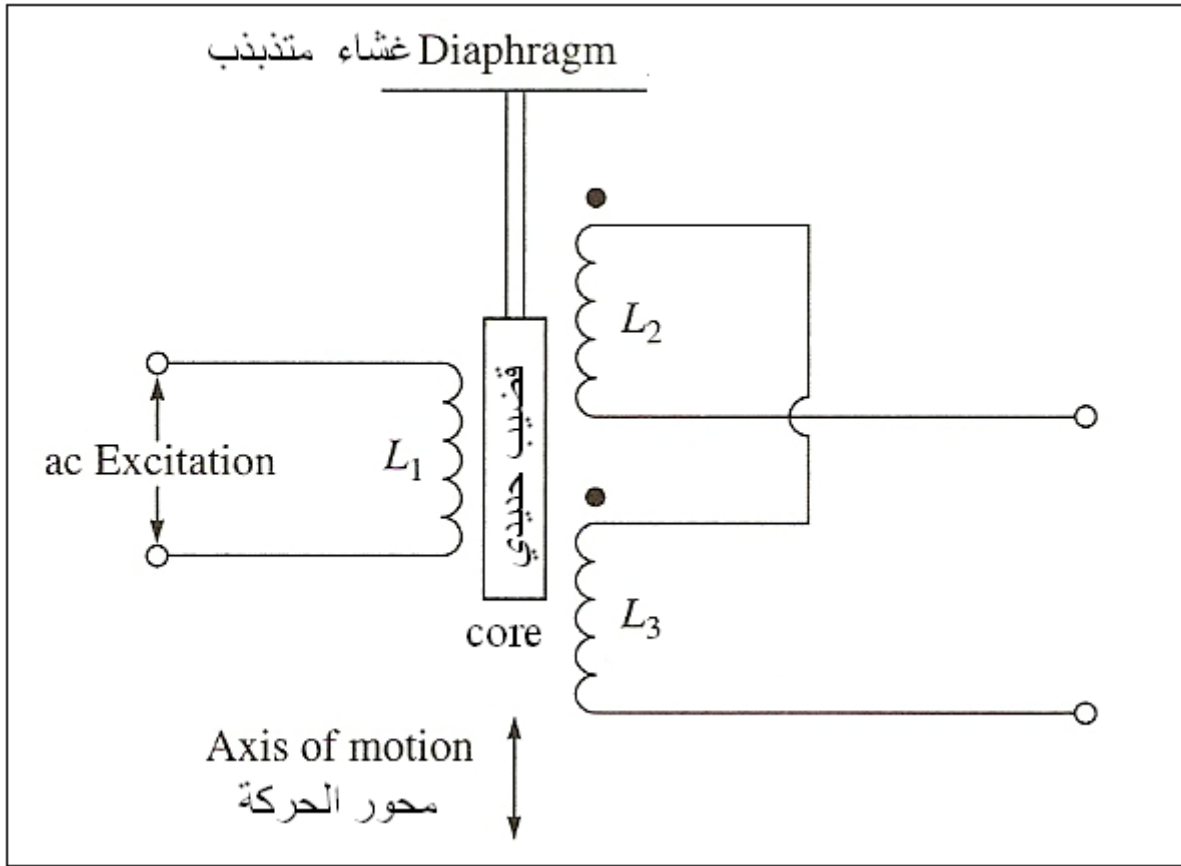 غشاء متذبذب Diaphragm
L2
ac Excitation
L1
قضيب حديدي
core
L3
Axis of motion
محور الحركة